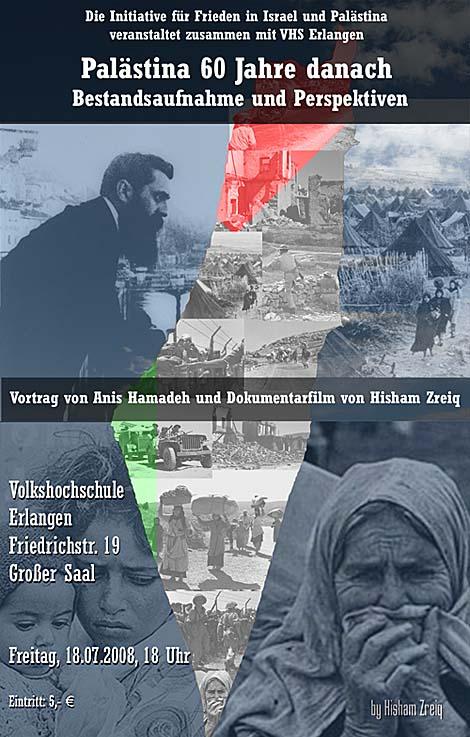 Die Initiative für Frieden in Israel und Palästina
veranstaltet zusammen mit VHS Erlangen
Palästina 60 Jahre danach
Bestandsaufnahme und Perspektiven
Vortrag von Anis Hamadeh und Dokumentarfilm von Hisham Zreiq
Volkshochschule
Erlangen
Friedrichstr. 19
Großer Saal
Freitag, 18.07.2008, 18 Uhr
Eintritt: 5,- €
by Hisham Zreiq